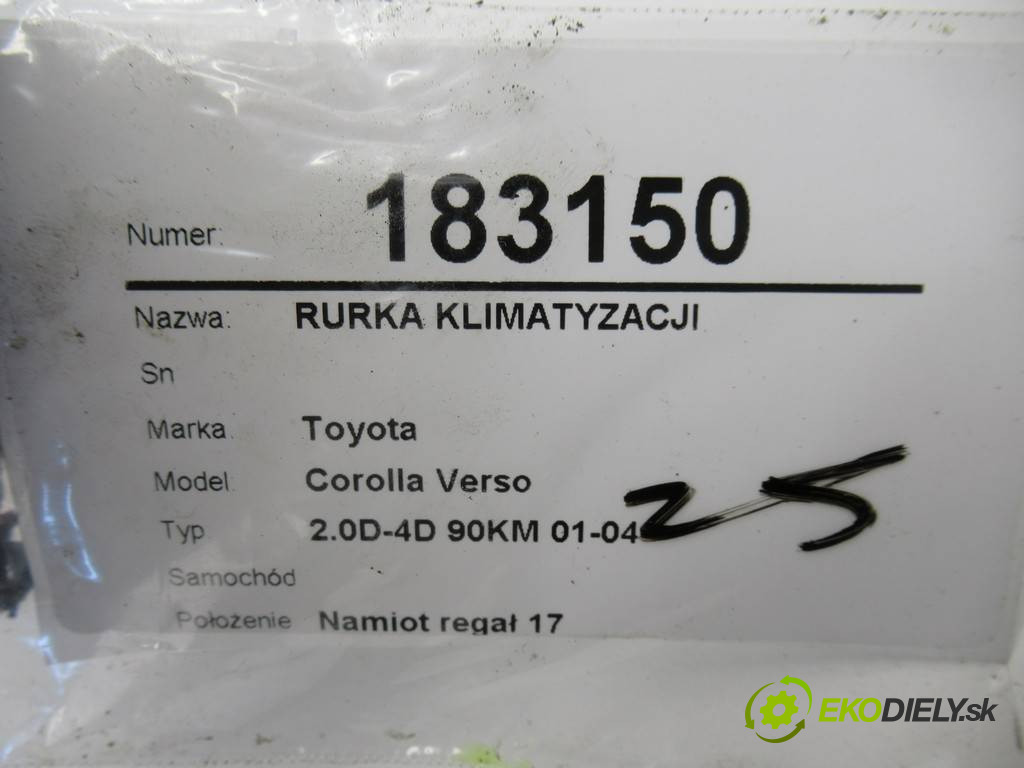 Numer: 183150
Nazwa: RURKA KLIMATYZACJI
Sn
Marka: Toyota
Model: Corolla Verso
Typ 2.0D-4D 90KM 01-04
25
Samochód
Położenie Namiot regał 17
EKODIELY.sk